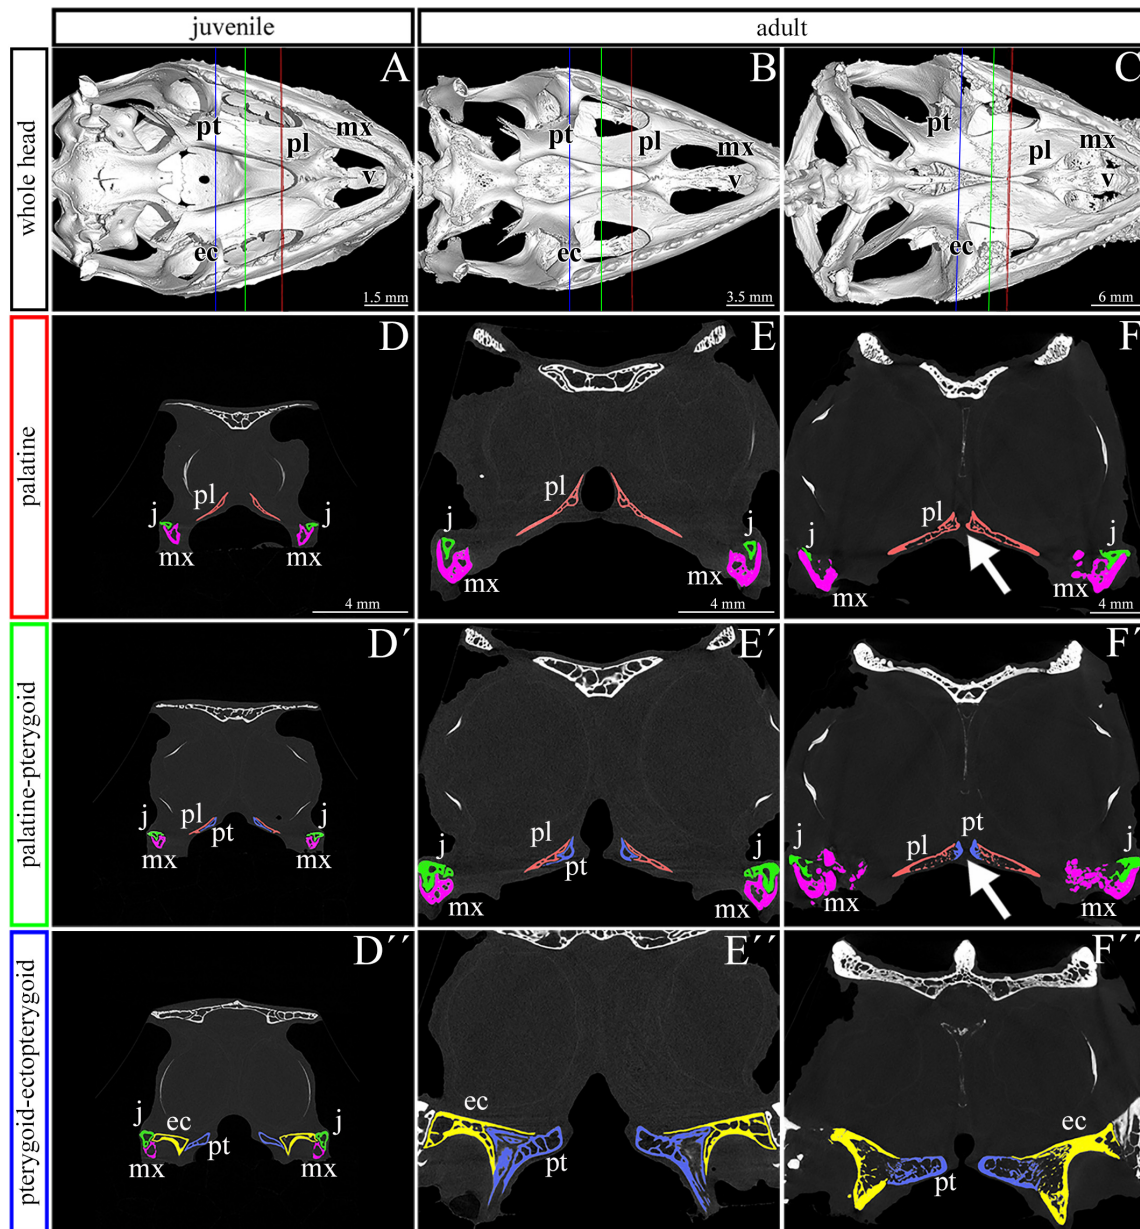 juvenile
adult
whole head
A
pt
pl
mx
v
ec
1.5 mm
B
pt
pl
mx
v
ec
3.5 mm
C
pt
pl
mx
v
ec
6 mm
palatine
D
pl
j
j
mx
mx
4 mm
E
pl
j
j
mx
mx
4 mm
F
pl
j
j
mx
mx
4 mm
palatine-pterygoid
D´
pl
pt
j
j
mx
mx
E´
pl
pt
j
j
mx
mx
F´
pt
pl
j
j
mx
mx
pterygoid-ectopterygoid
D´´
j
j
ec
pt
mx
mx
E´´
ec
pt
F´´
ec
pt